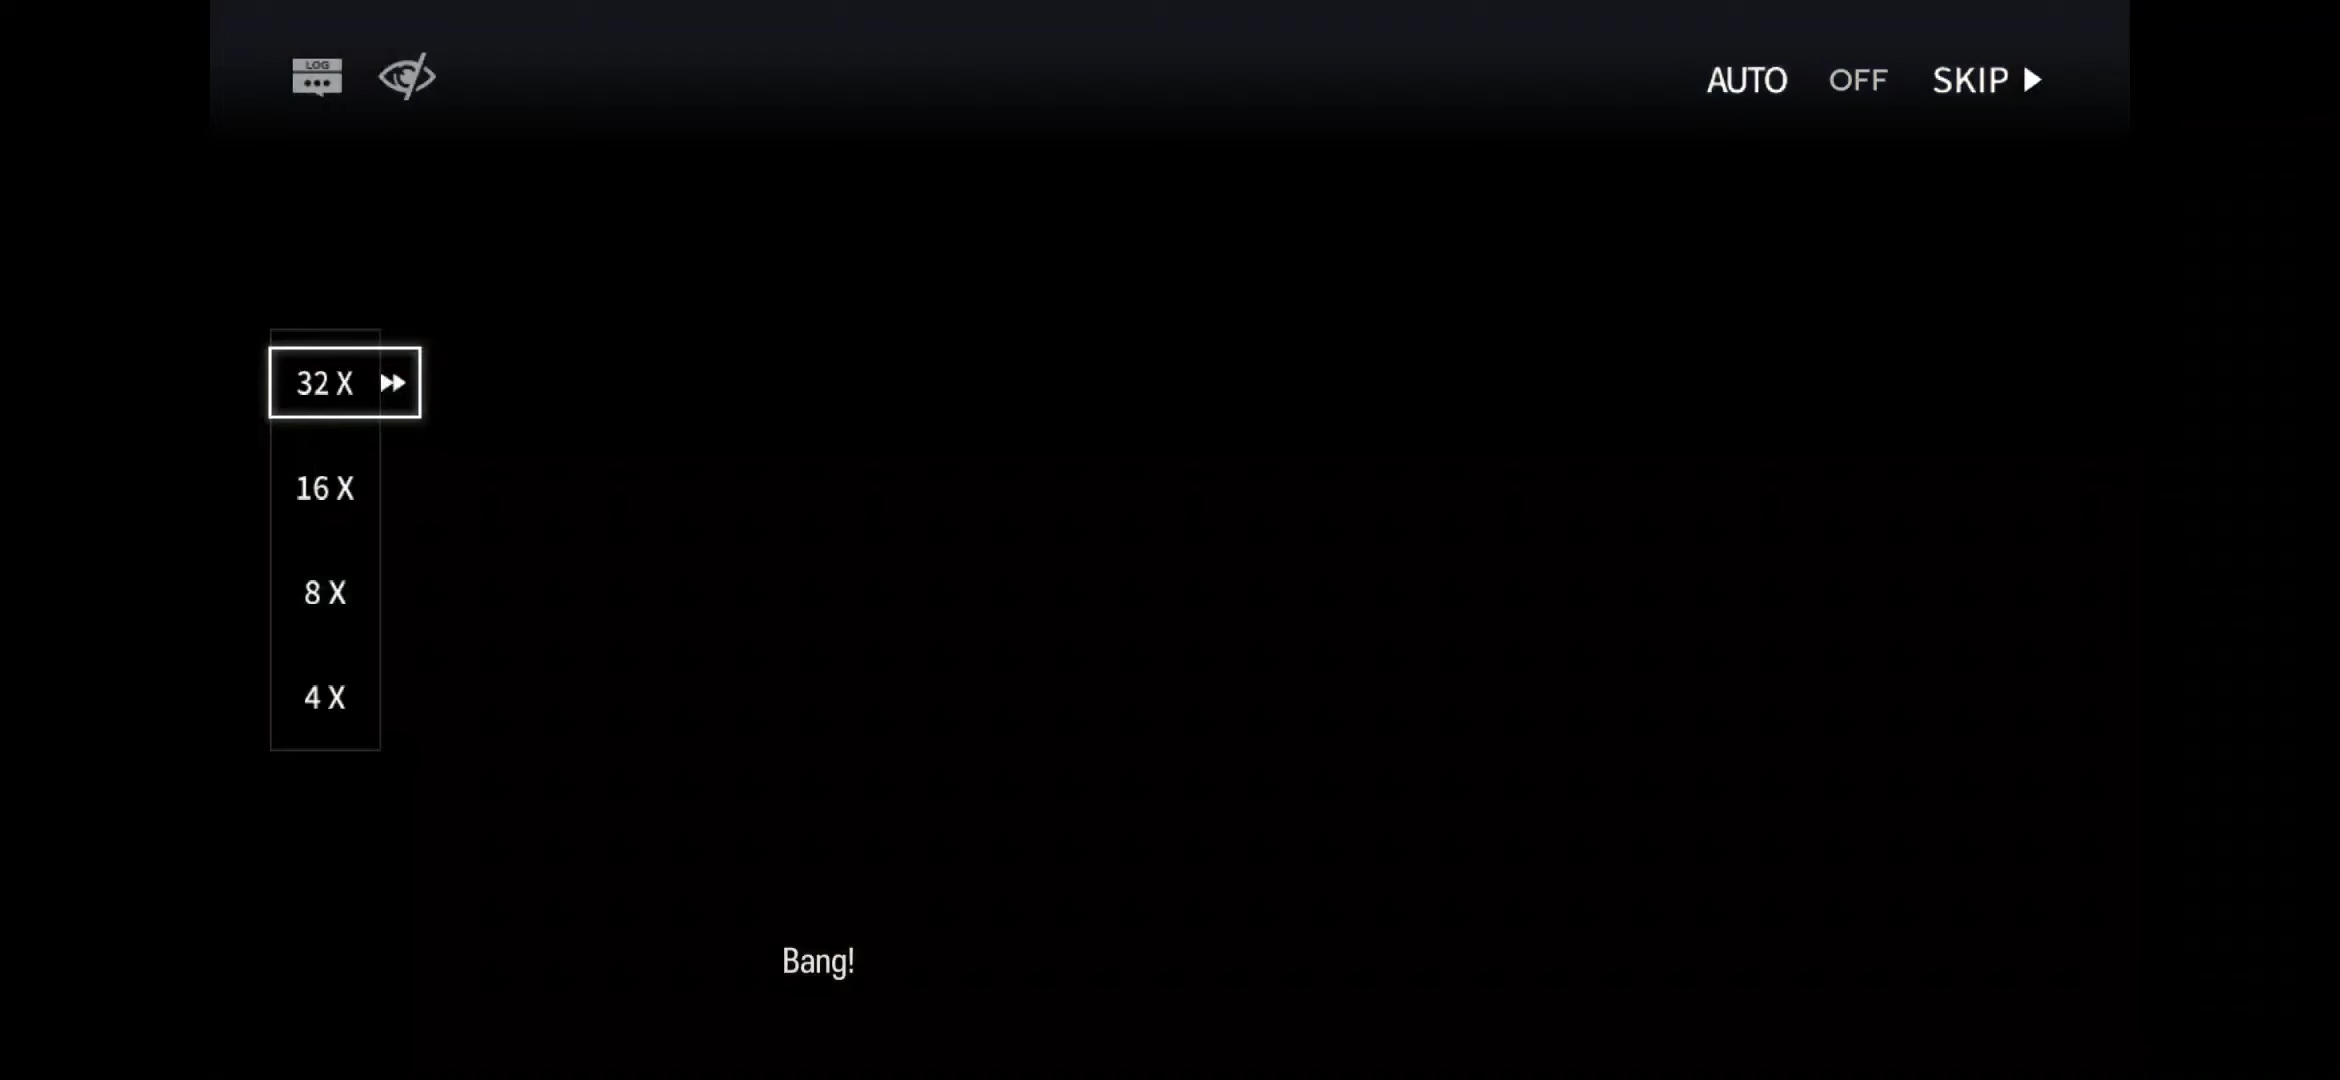 LOG
AUTO OFF SKIP
32 X
16 X
8 X
4 X
Bang!